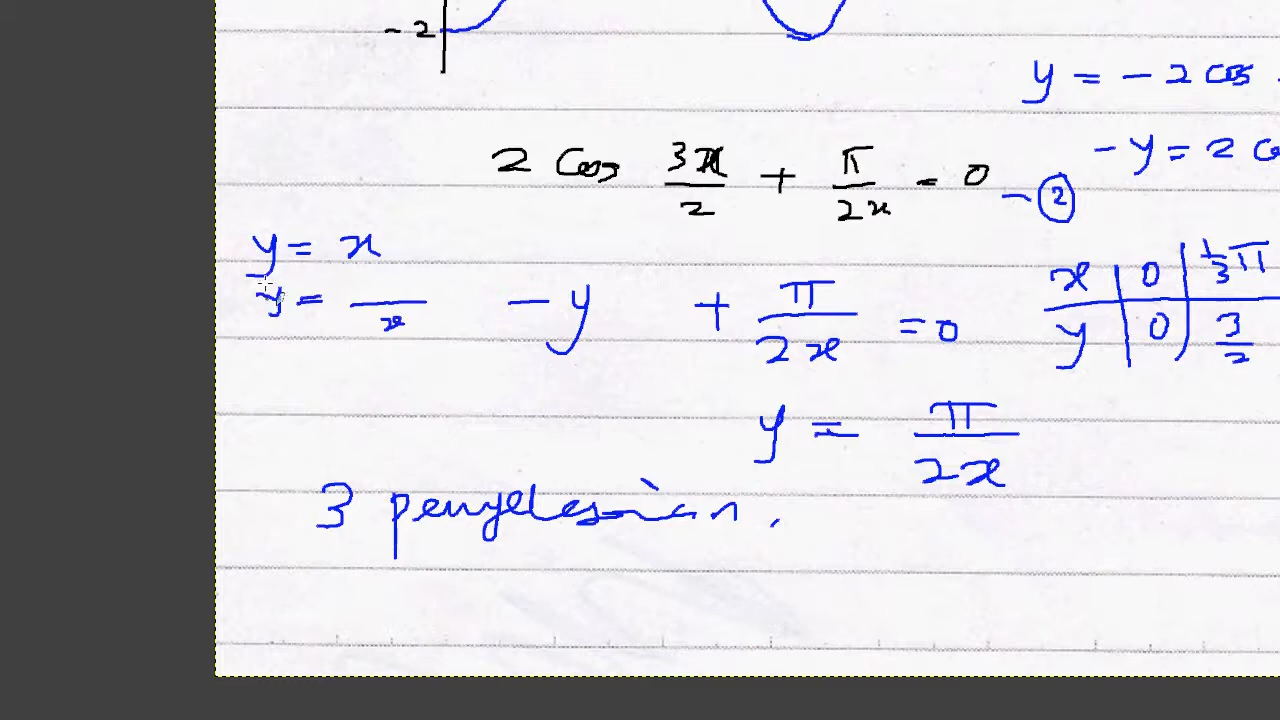 -2
y = -2 cos
-y = 2 co
2 cos 3x/2 + π/2x = 0 - ②
y = x
y = /x
-y + π/2x = 0
x | 0 | 1/3 π
y | 0 | 3/2
y = π/2x
3 penyelesaian.